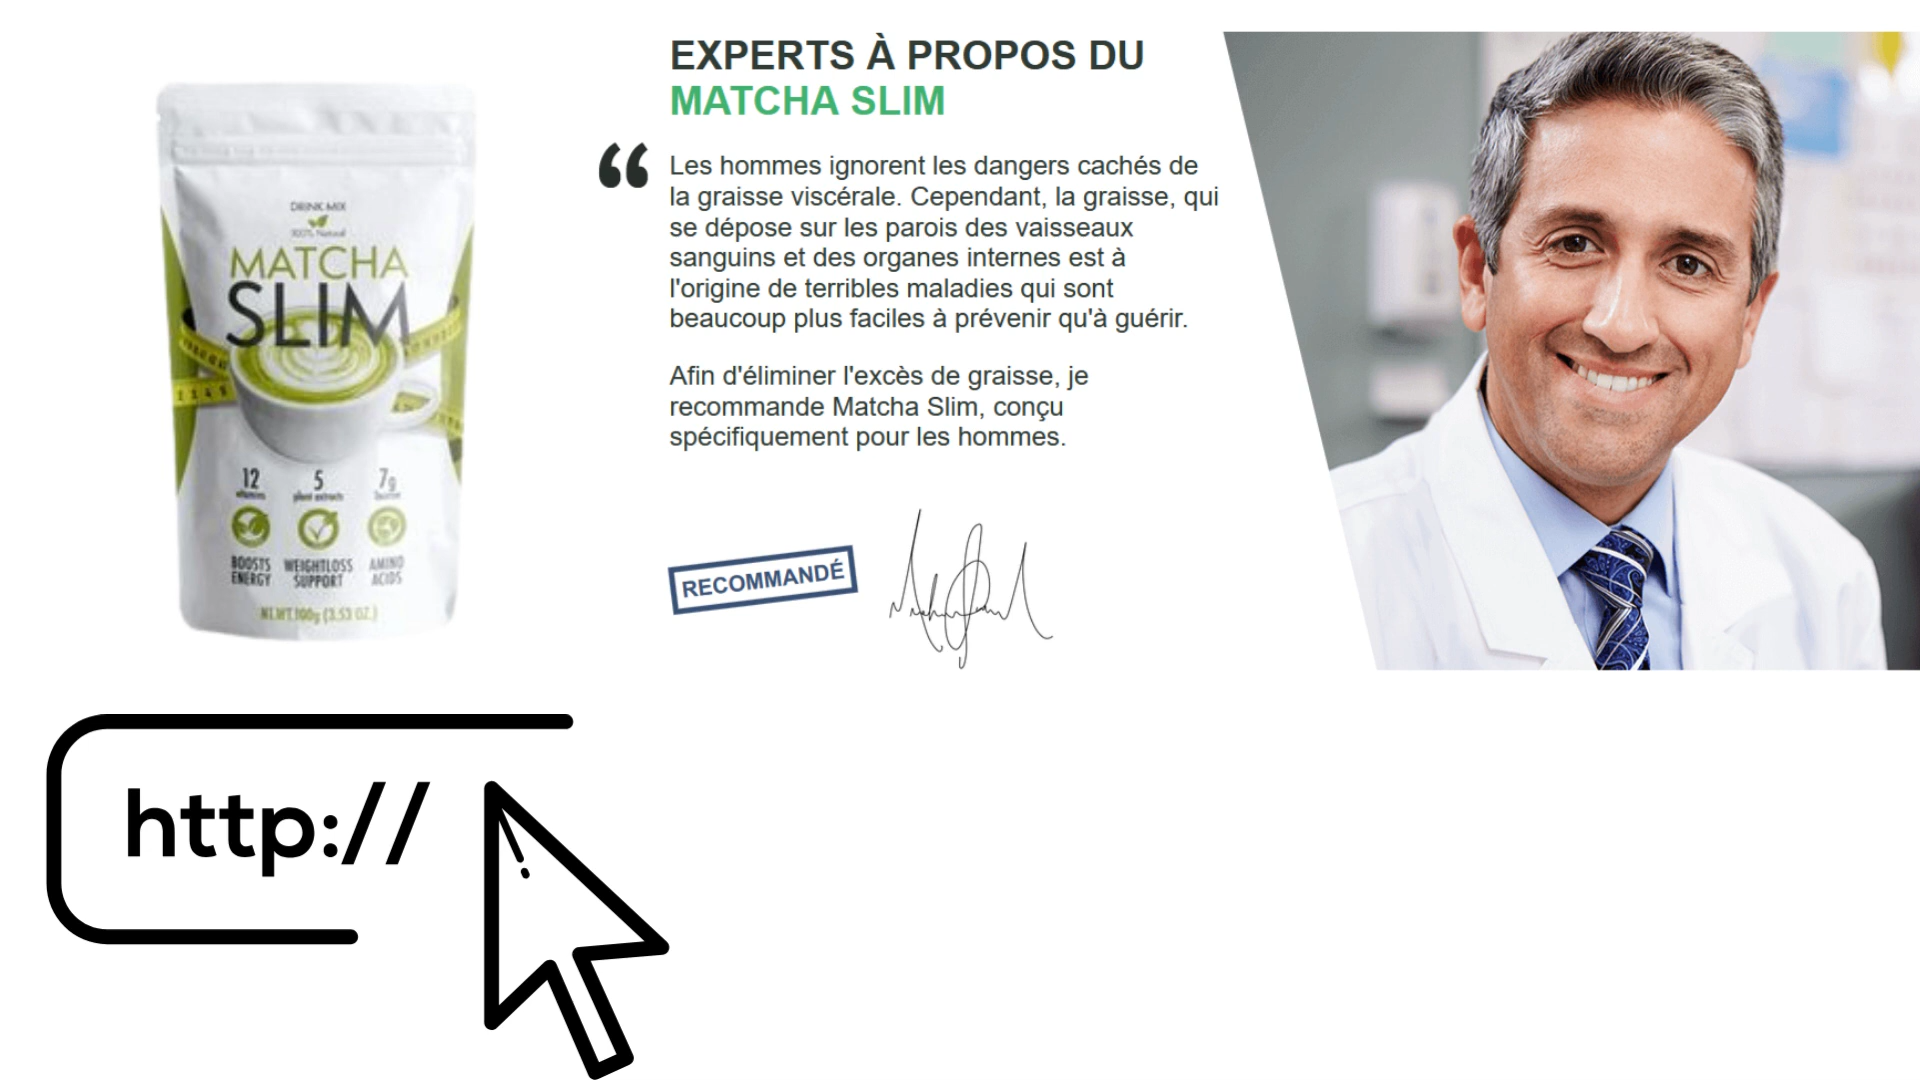 EXPERTS À PROPOS DU
MATCHA SLIM
“
Les hommes ignorent les dangers cachés de
la graisse viscérale. Cependant, la graisse, qui
se dépose sur les parois des vaisseaux
sanguins et des organes internes est à
l'origine de terribles maladies qui sont
beaucoup plus faciles à prévenir qu'à guérir.
Afin d'éliminer l'excès de graisse, je
recommande Matcha Slim, conçu
spécifiquement pour les hommes.
RECOMMANDÉ
DRINK MIX
100% Natural
MATCHA
SLIM
12 5 7g
vitamins plant extracts
BOOSTS WEIGHTLOSS AMINO
ENERGY SUPPORT ACIDS
100g (3.53 OZ.)
http://